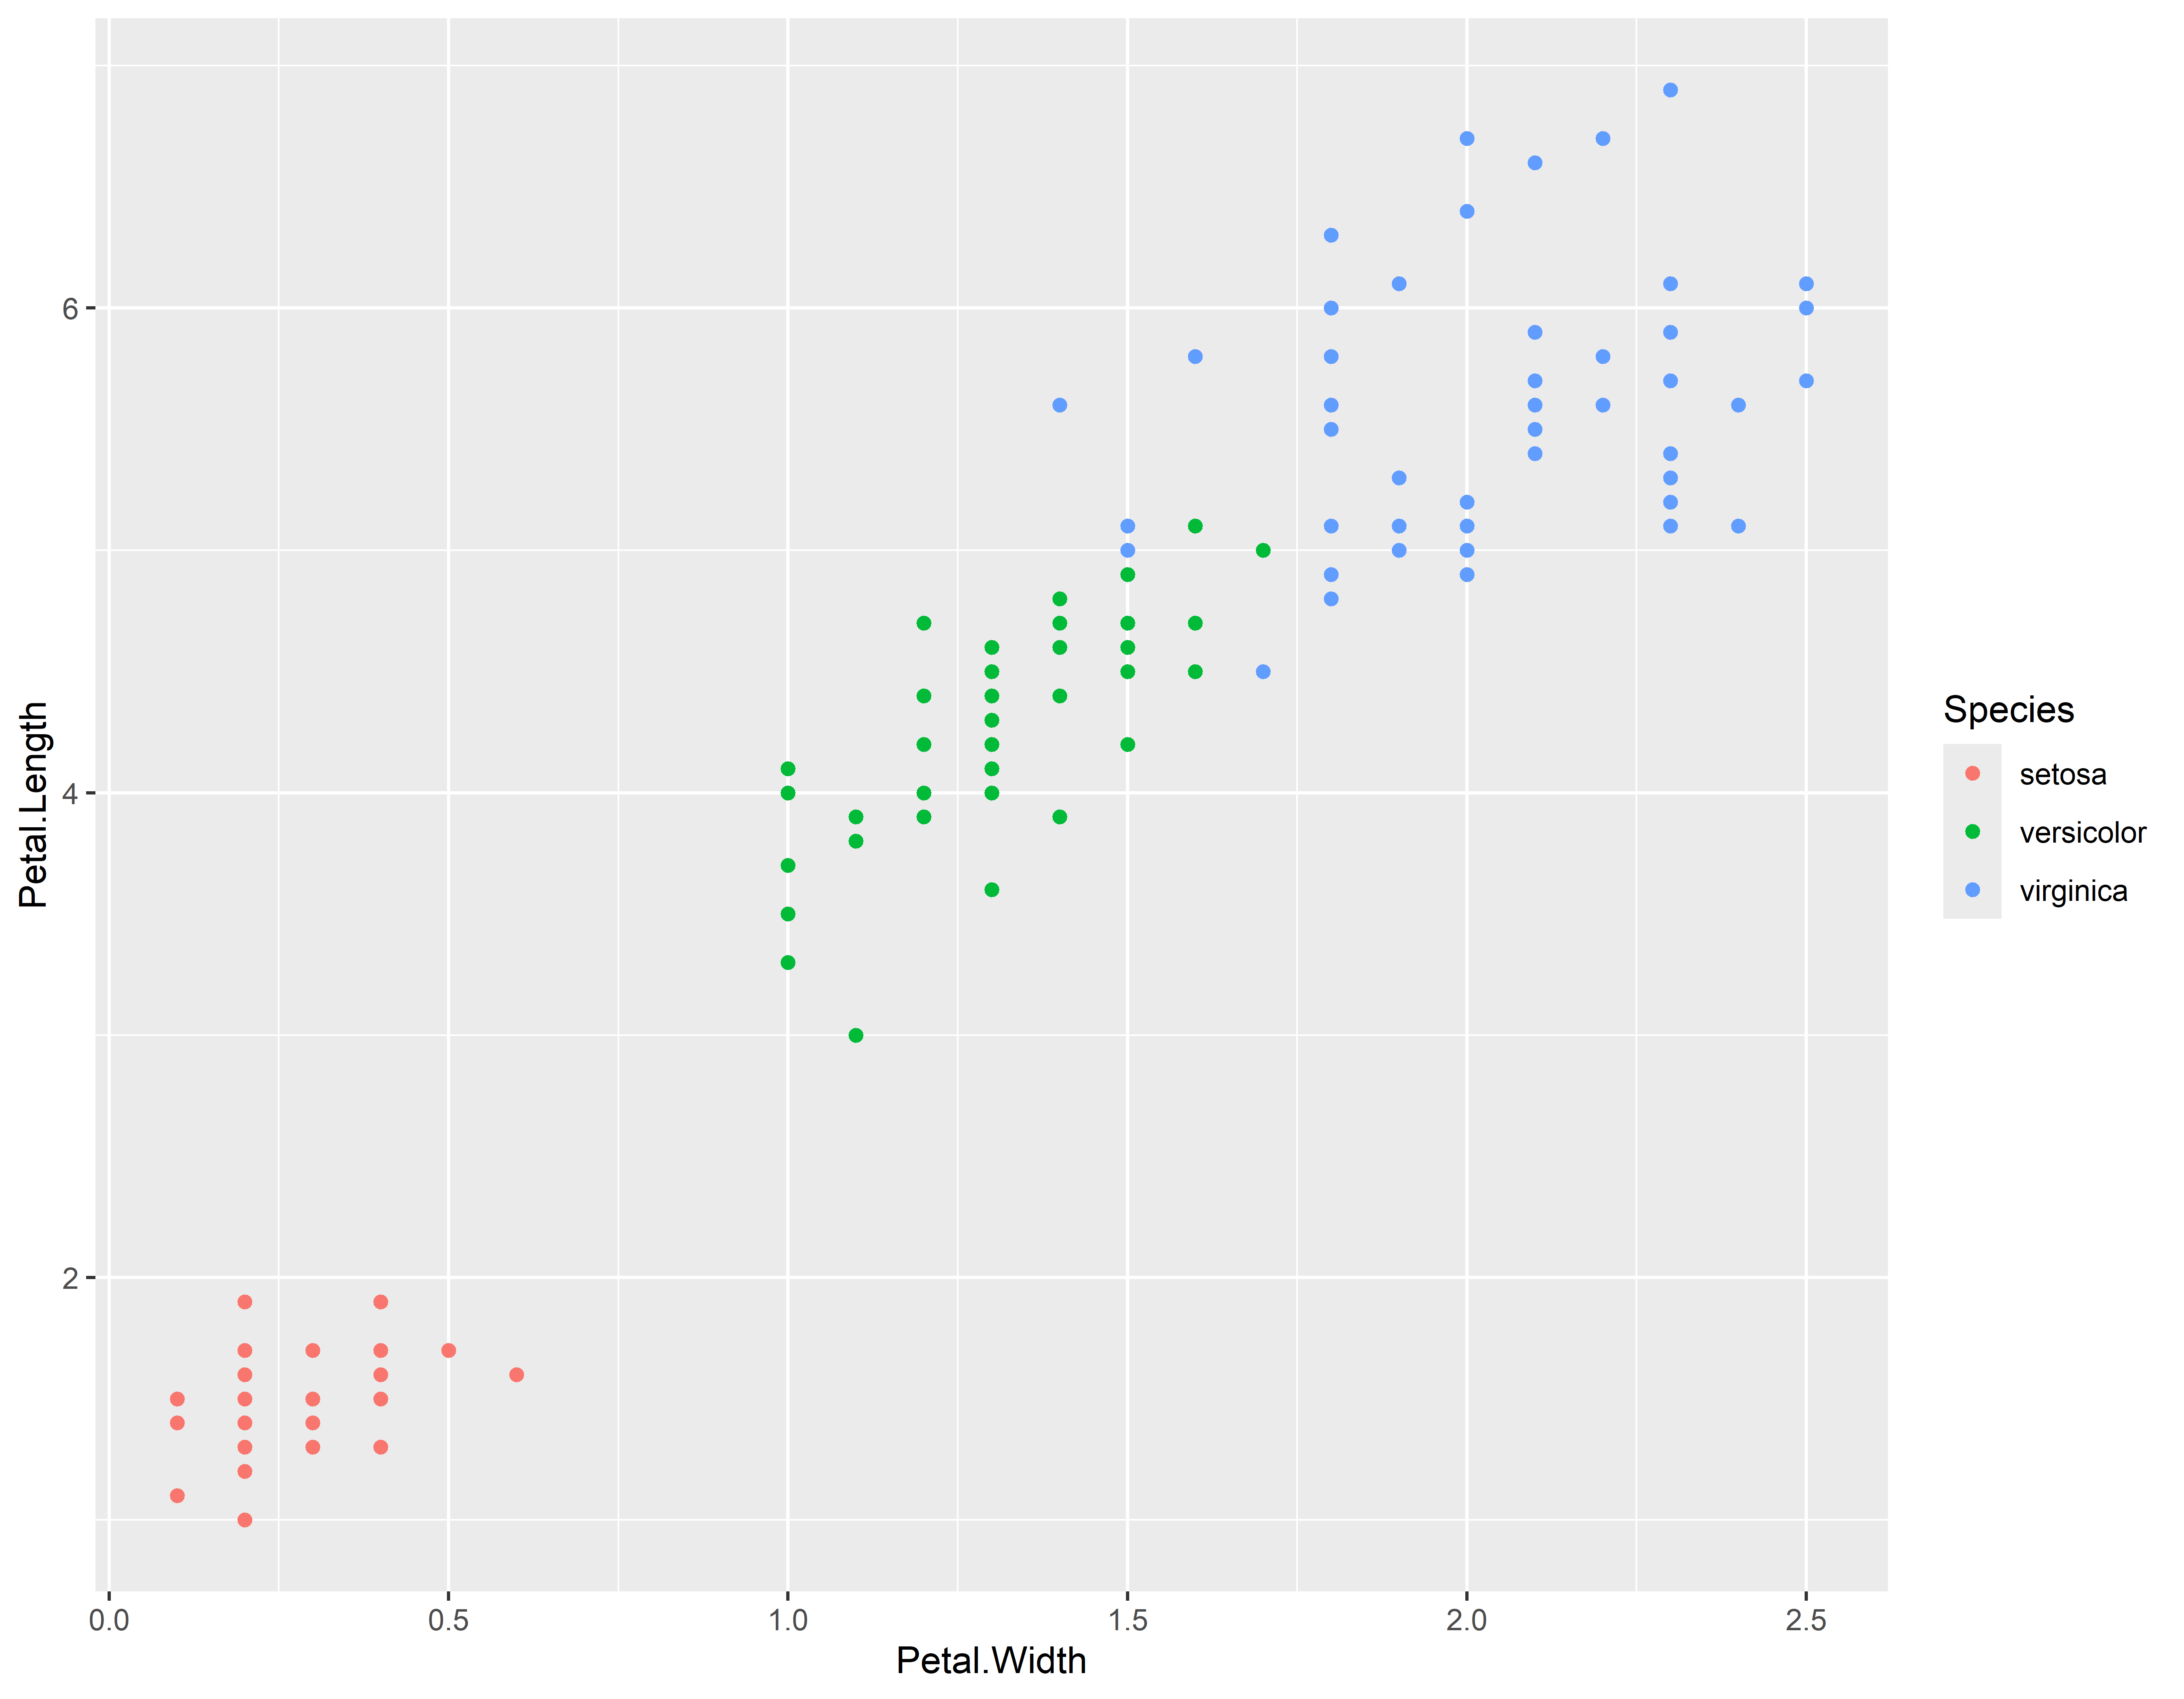 6
4
2
Petal.Length
0.0 0.5 1.0 1.5 2.0 2.5
Petal.Width
Species
setosa
versicolor
virginica